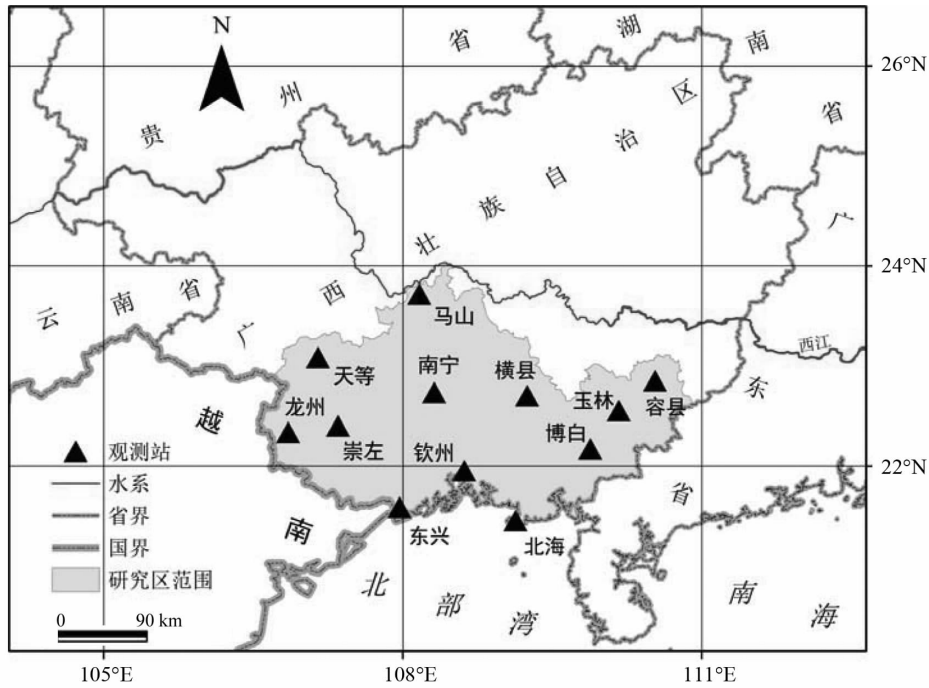 N
湖南省
贵州省
广西壮族自治区
云南省
广东省
西江
马山
天等
南宁
横县
玉林
容县
龙州
崇左
钦州
博白
东兴
北海
越南
北部湾
南海
观测站
水系
省界
国界
研究区范围
0 90 km
26°N
24°N
22°N
105°E 108°E 111°E